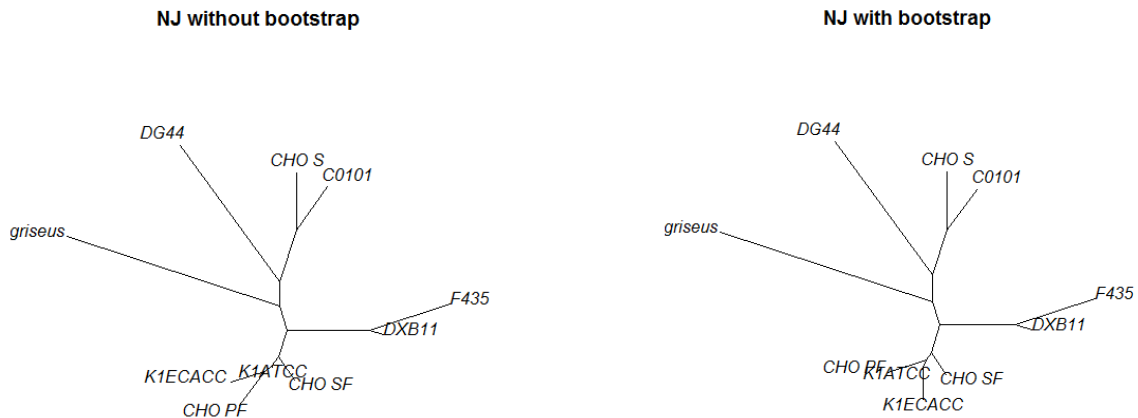 NJ without bootstrap
DG44
CHO S
C0101
griseus
F435
DXB11
K1ATCC
K1ECACC
CHO SF
CHO PF
NJ with bootstrap
DG44
CHO S
C0101
griseus
F435
DXB11
CHO PF
K1ATCC
CHO SF
K1ECACC